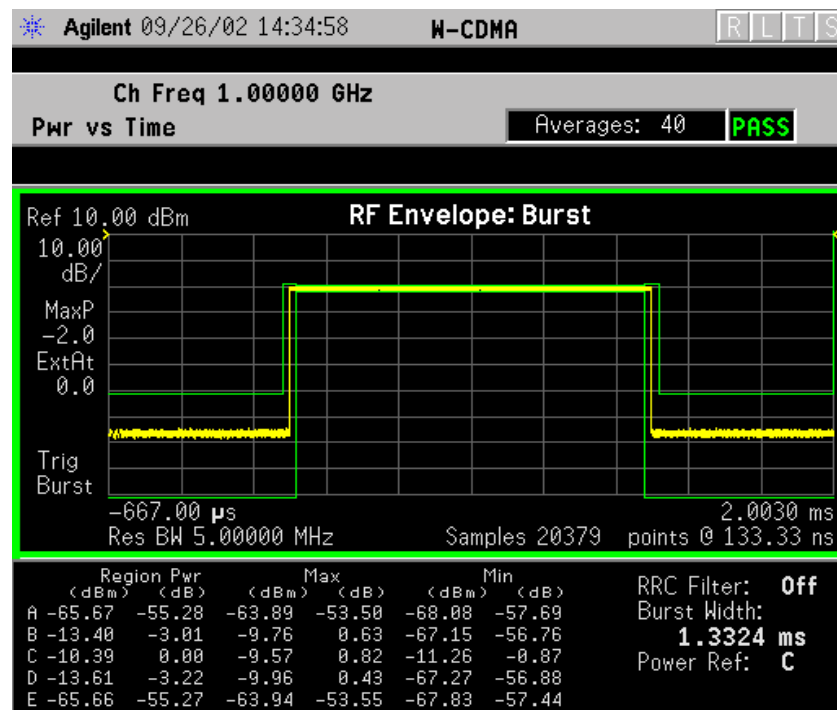 Agilent 09/26/02 14:34:58 W-CDMA R L T S
Ch Freq 1.00000 GHz
Pwr vs Time Averages: 40 PASS
Ref 10.00 dBm RF Envelope: Burst
10.00
dB/
MaxP
-2.0
ExtAt
0.0
Trig
Burst
-667.00 µs 2.0030 ms
Res BW 5.00000 MHz Samples 20379 points @ 133.33 ns
Region Pwr Max Min
(dBm) (dB) (dBm) (dB) (dBm) (dB)
A -65.67 -55.28 -63.89 -53.50 -68.08 -57.69
B -13.40 -3.01 -9.76 0.63 -67.15 -56.76
C -10.39 0.00 -9.57 0.82 -11.26 -0.87
D -13.61 -3.22 -9.96 0.43 -67.27 -56.88
E -65.66 -55.27 -63.94 -53.55 -67.83 -57.44
RRC Filter: Off
Burst Width:
1.3324 ms
Power Ref: C